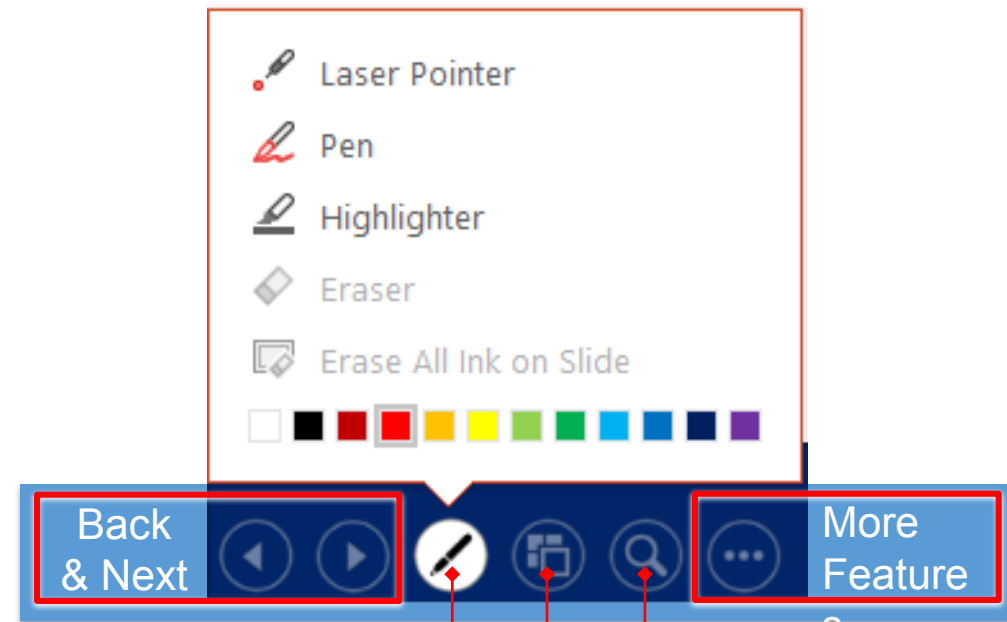 Laser Pointer
Pen
Highlighter
Eraser
Erase All Ink on Slide
Back
& Next
More
Feature